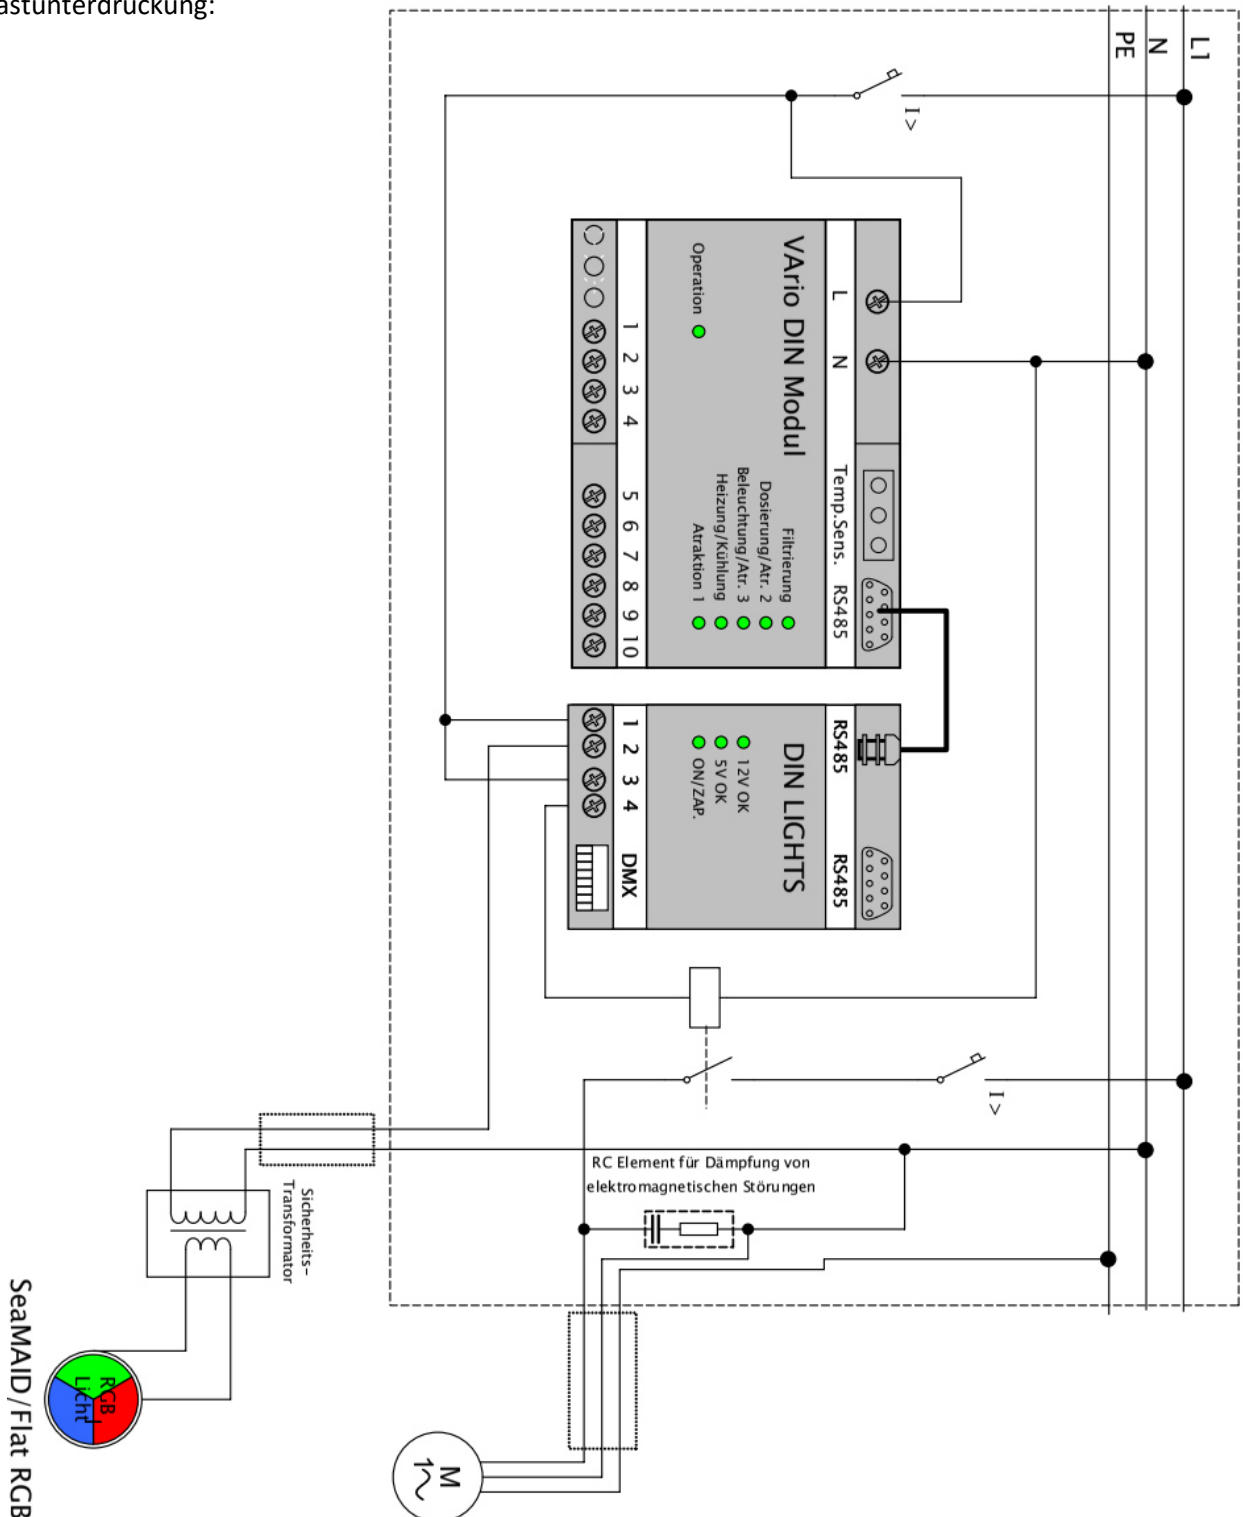 astunterdrückung:
L1
N
PE
I >
VArio DIN Modul
Operation
L
N
Temp.Sens.
RS485
Filtrierung
Dosierung/Atr. 2
Beleuchtung/Atr. 3
Heizung/Kühlung
Atraktion 1
1 2 3 4
5 6 7 8 9 10
DIN LIGHTS
RS485
RS485
12V OK
5V OK
ON/ZAP.
1 2 3 4
DMX
I >
RC Element für Dämpfung von
elektromagnetischen Störungen
Sicherheits-
Transformator
RGB
Licht
SeaMAID/Flat RGB
M
1~